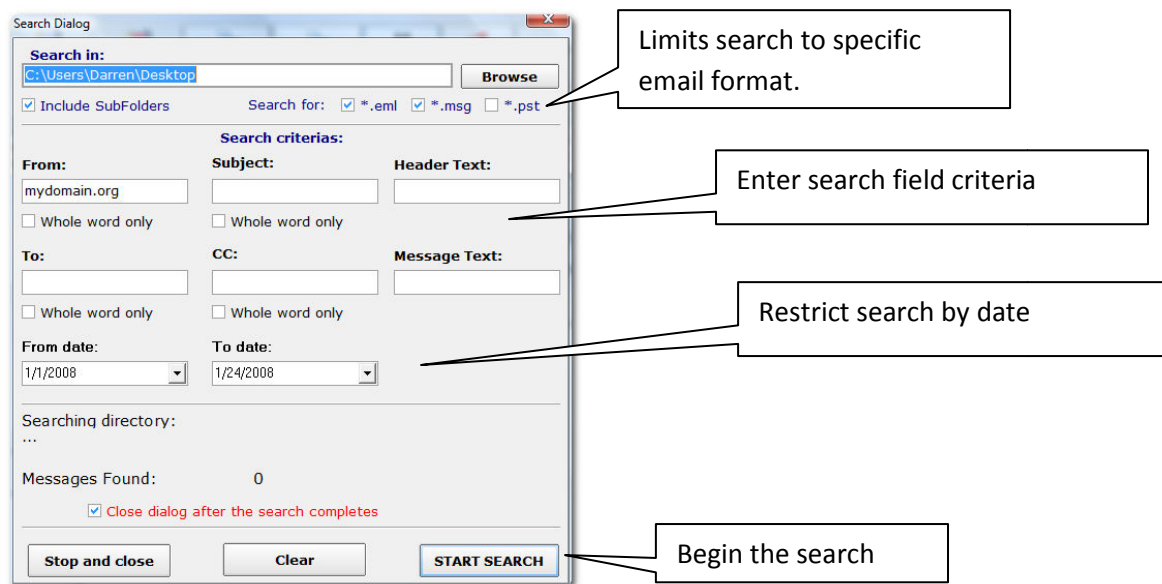 Search Dialog
Search in:
C:\Users\Darren\Desktop
Browse
Include SubFolders
Search for:
*.eml
*.msg
*.pst
Limits search to specific
email format.
Search criterias:
From:
Subject:
Header Text:
mydomain.org
Whole word only
Whole word only
Enter search field criteria
To:
CC:
Message Text:
Whole word only
Whole word only
Restrict search by date
From date:
To date:
1/1/2008
1/24/2008
Searching directory:
...
Messages Found: 0
Close dialog after the search completes
Stop and close
Clear
START SEARCH
Begin the search